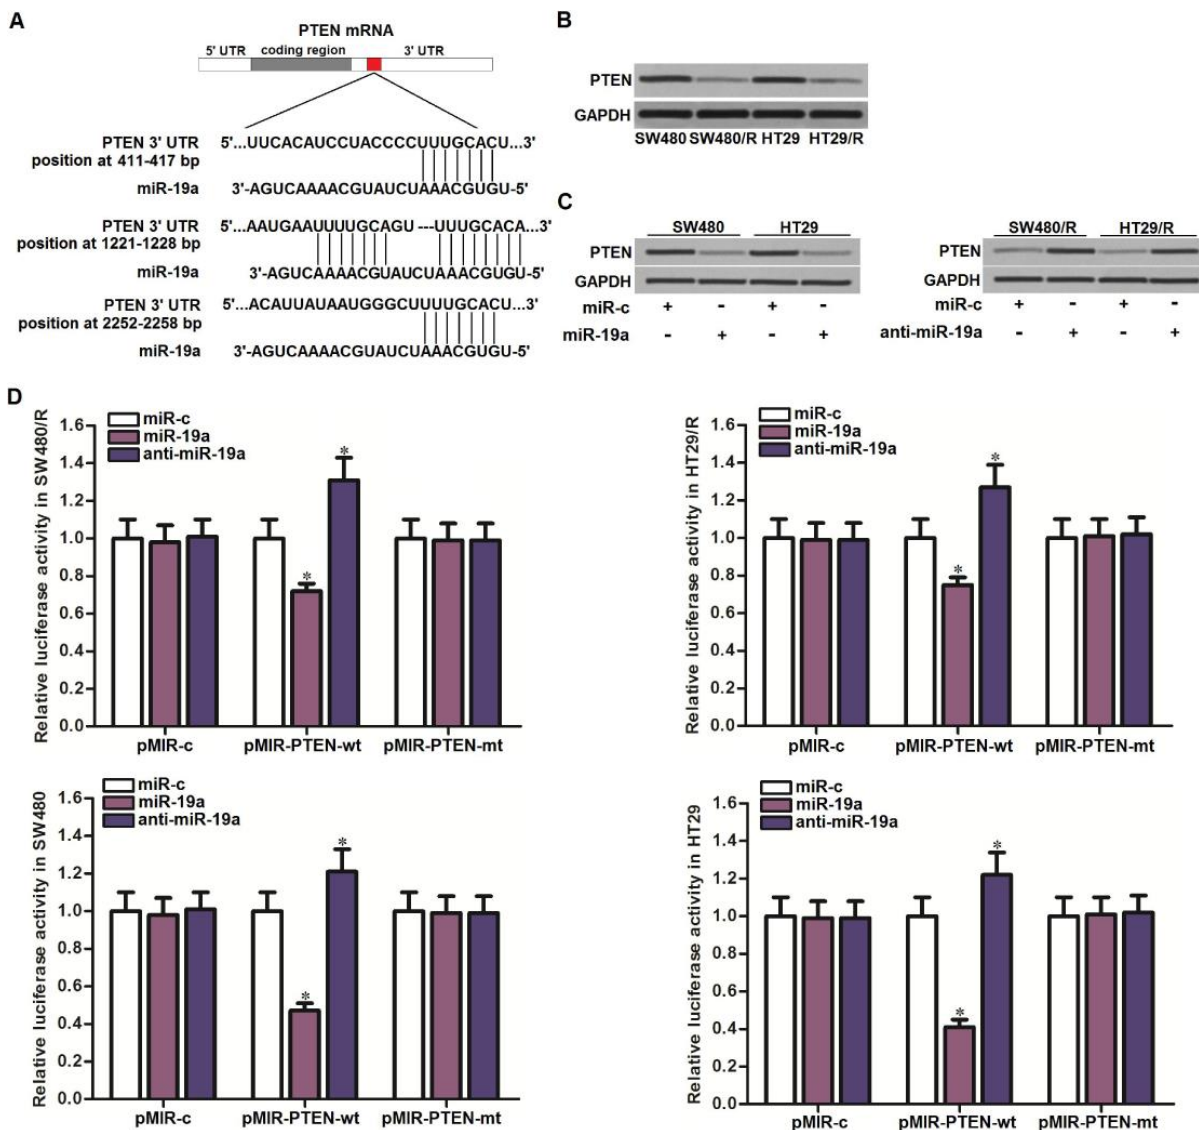 A
PTEN mRNA
5' UTR coding region 3' UTR
PTEN 3' UTR 5'...UUCACAUCCUACCCCUUUGCACU...3'
position at 411-417 bp
miR-19a 3'-AGUCAAAACGUAUCUAAACGUGU-5'
PTEN 3' UTR 5'...AAUGAAUUUUGCAGU ---UUUGCACA...3'
position at 1221-1228 bp
miR-19a 3'-AGUCAAAACGUAUCUAAACGUGU-5'
PTEN 3' UTR 5'...ACAUUAUAAUGGGCUUUUGCACU...3'
position at 2252-2258 bp
miR-19a 3'-AGUCAAAACGUAUCUAAACGUGU-5'
B
PTEN
GAPDH
SW480 SW480/R HT29 HT29/R
C
SW480 HT29
PTEN
GAPDH
miR-c + - + -
miR-19a - + - +
SW480/R HT29/R
PTEN
GAPDH
miR-c + - + -
anti-miR-19a - + - +
D
Relative luciferase activity in SW480/R
miR-c
miR-19a
anti-miR-19a
1.6
1.4
1.2
1.0
0.8
0.6
0.4
0.2
0.0
*
*
pMIR-c pMIR-PTEN-wt pMIR-PTEN-mt
Relative luciferase activity in HT29/R
miR-c
miR-19a
anti-miR-19a
1.6
1.4
1.2
1.0
0.8
0.6
0.4
0.2
0.0
*
*
pMIR-c pMIR-PTEN-wt pMIR-PTEN-mt
Relative luciferase activity in SW480
miR-c
miR-19a
anti-miR-19a
1.6
1.4
1.2
1.0
0.8
0.6
0.4
0.2
0.0
*
*
pMIR-c pMIR-PTEN-wt pMIR-PTEN-mt
Relative luciferase activity in HT29
miR-c
miR-19a
anti-miR-19a
1.6
1.4
1.2
1.0
0.8
0.6
0.4
0.2
0.0
*
*
pMIR-c pMIR-PTEN-wt pMIR-PTEN-mt